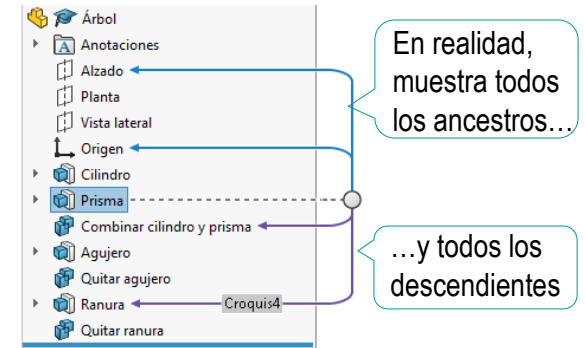 Árbol
A Anotaciones
Alzado
Planta
Vista lateral
Origen
Cilindro
Prisma
Combinar cilindro y prisma
Agujero
Quitar agujero
Ranura
Croquis4
Quitar ranura
En realidad,
muestra todos
los ancestros…
…y todos los
descendientes